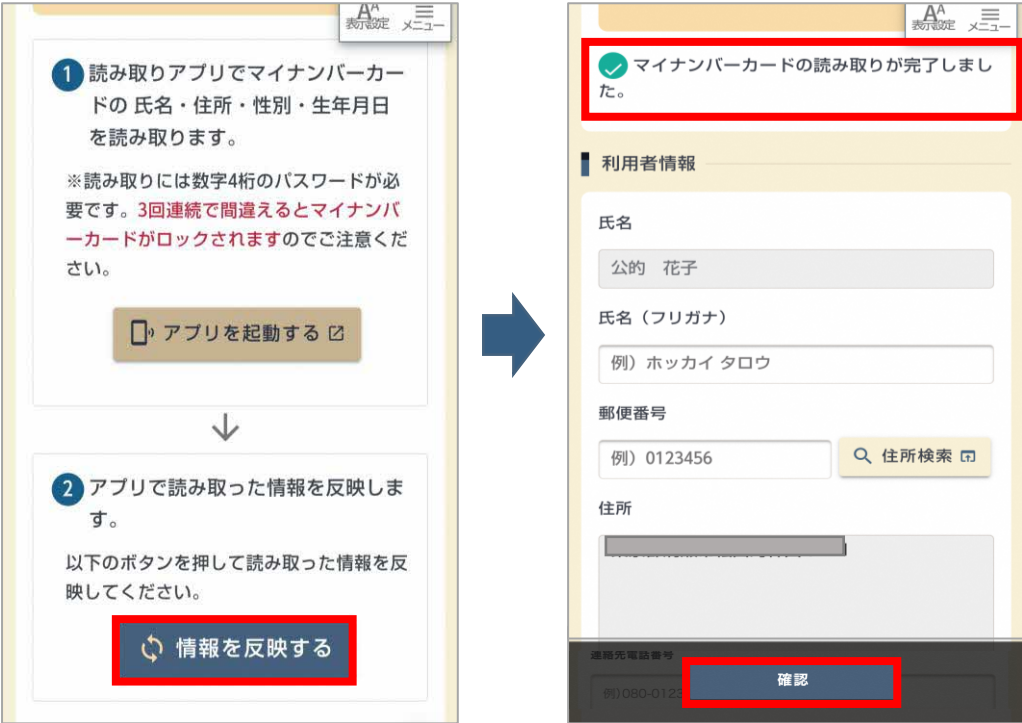 表示設定 メニュー
1 読み取りアプリでマイナンバーカー
ドの 氏名・住所・性別・生年月日
を読み取ります。
※読み取りには数字4桁のパスワードが必
要です。3回連続で間違えるとマイナンバ
ーカードがロックされますのでご注意くだ
さい。
アプリを起動する
2 アプリで読み取った情報を反映しま
す。
以下のボタンを押して読み取った情報を反
映してください。
情報を反映する
表示設定 メニュー
マイナンバーカードの読み取りが完了しまし
た。
利用者情報
氏名
公的 花子
氏名（フリガナ）
例）ホッカイ タロウ
郵便番号
例）0123456
住所検索
住所
連絡先電話番号
例)080-0123
確認